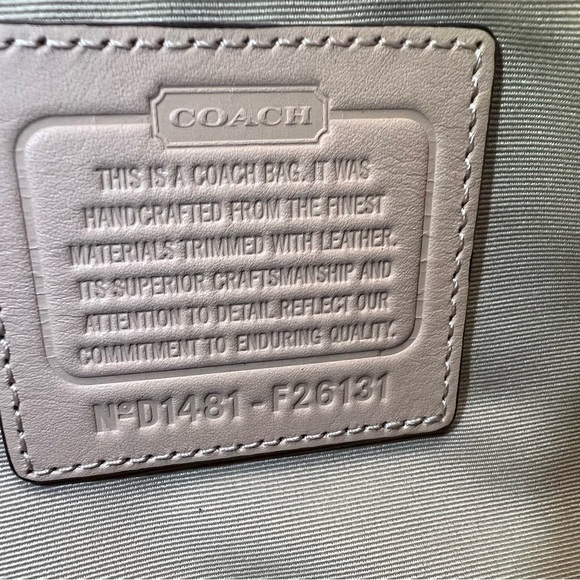 COACH
THIS IS A COACH BAG. IT WAS
HANDCRAFTED FROM THE FINEST
MATERIALS TRIMMED WITH LEATHER.
ITS SUPERIOR CRAFTSMANSHIP AND
ATTENTION TO DETAIL REFLECT OUR
COMMITMENT TO ENDURING QUALITY.
NºD1481-F26131